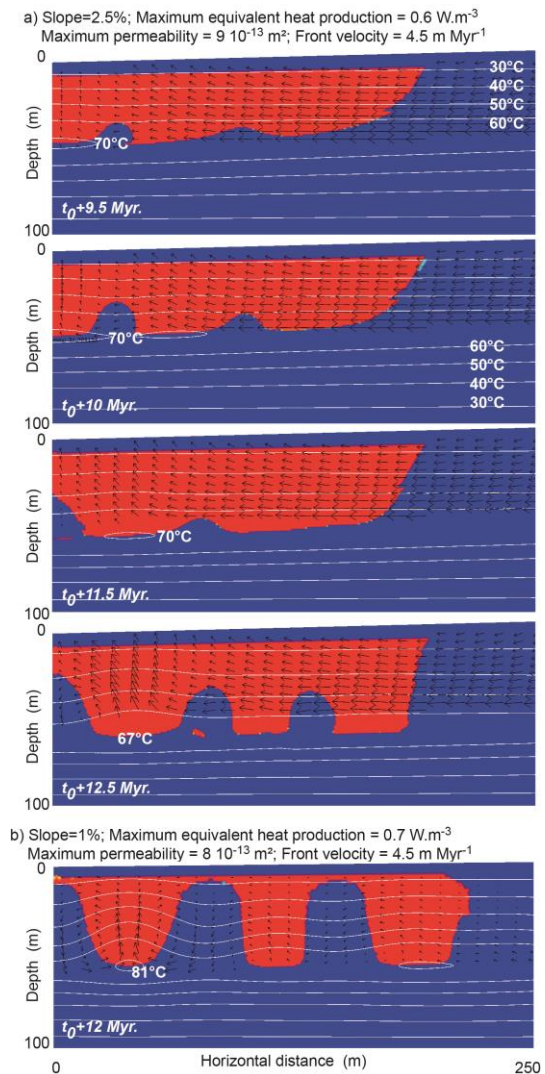 a) Slope=2.5%; Maximum equivalent heat production = 0.6 W.m⁻³
Maximum permeability = 9 10⁻¹³ m²; Front velocity = 4.5 m Myr⁻¹
0
30°C
40°C
50°C
60°C
Depth (m)
70°C
t₀+9.5 Myr.
100
0
Depth (m)
70°C
60°C
50°C
40°C
30°C
t₀+10 Myr.
100
0
Depth (m)
70°C
t₀+11.5 Myr.
100
0
Depth (m)
67°C
t₀+12.5 Myr.
100
b) Slope=1%; Maximum equivalent heat production = 0.7 W.m⁻³
Maximum permeability = 8 10⁻¹³ m²; Front velocity = 4.5 m Myr⁻¹
0
Depth (m)
81°C
t₀+12 Myr.
100
0 Horizontal distance (m) 250